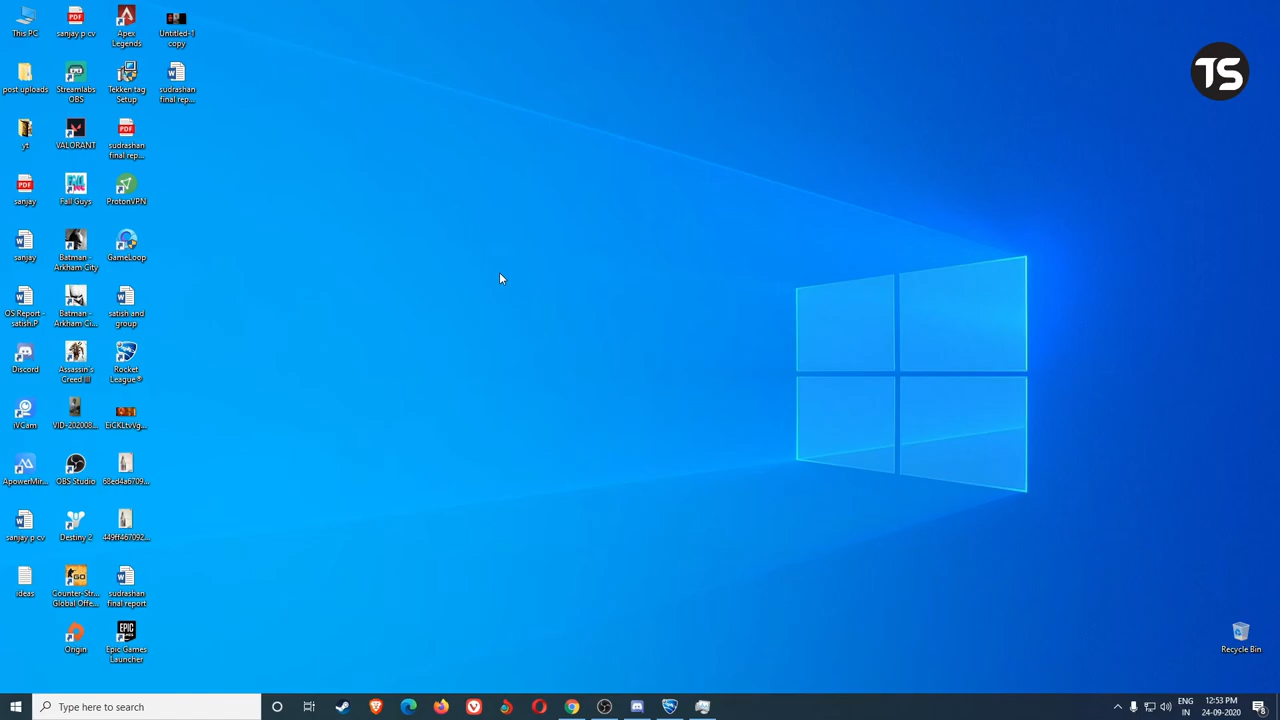 This PC
post uploads
yt
sanjay
sanjay
OS Report -
satish.P
Discord
iVCam
ApowerMir...
sanjay p cv
ideas
sanjay p cv
Streamlabs
OBS
VALORANT
Fall Guys
Batman -
Arkham City
Batman -
Arkham Ci...
Assassin's
Creed III
VID-202008...
OBS Studio
Destiny 2
Counter-Str...
Global Offe...
Origin
Apex
Legends
Tekken tag
Setup
sudrashan
final rep...
ProtonVPN
GameLoop
satish and
group
Rocket
League ®
EiCKLtvVg...
68ed4a6709...
449ff467092...
sudrashan
final report
Epic Games
Launcher
Untitled-1
copy
sudrashan
final rep...
TS
Recycle Bin
Type here to search
ENG
IN
12:53 PM
24-09-2020